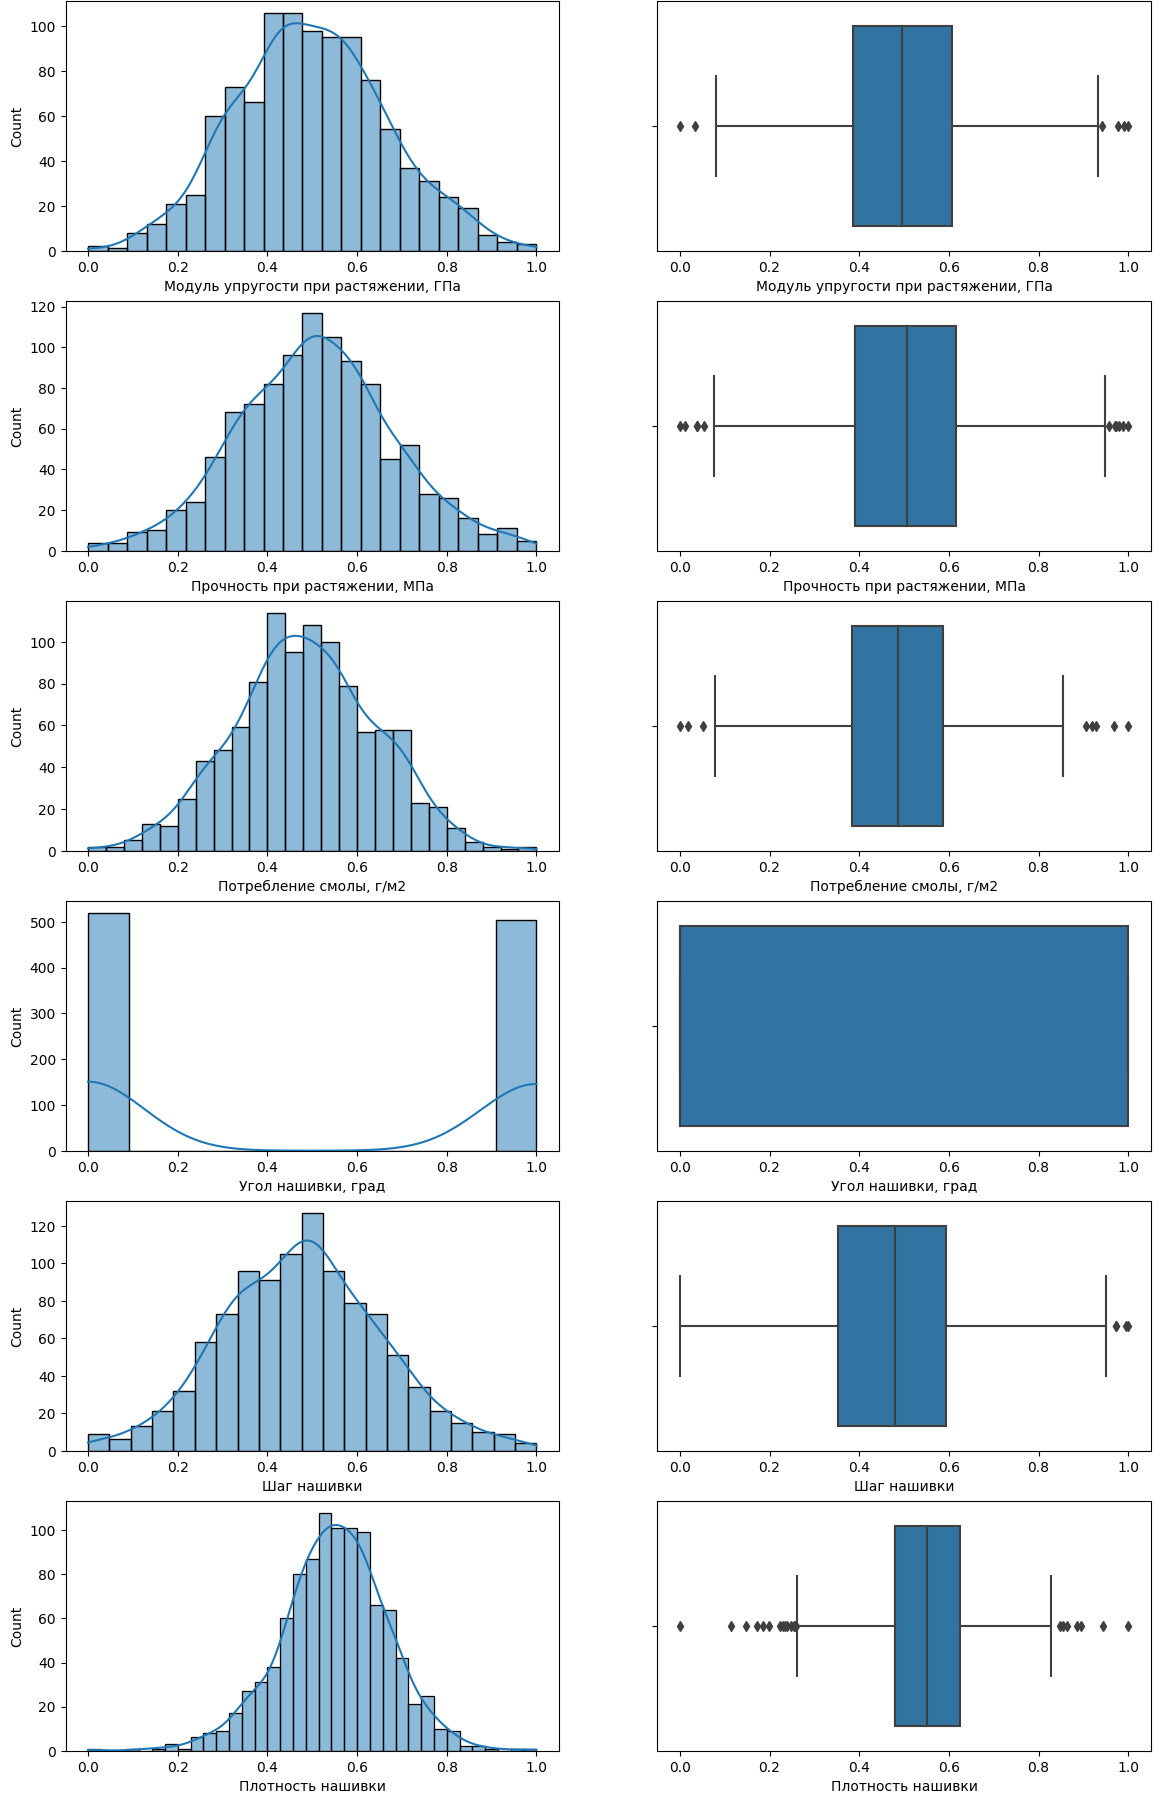 100
80
60
40
20
0
Count
0.0 0.2 0.4 0.6 0.8 1.0
Модуль упругости при растяжении, ГПа
0.0 0.2 0.4 0.6 0.8 1.0
Модуль упругости при растяжении, ГПа
120
100
80
60
40
20
0
Count
0.0 0.2 0.4 0.6 0.8 1.0
Прочность при растяжении, МПа
0.0 0.2 0.4 0.6 0.8 1.0
Прочность при растяжении, МПа
100
80
60
40
20
0
Count
0.0 0.2 0.4 0.6 0.8 1.0
Потребление смолы, г/м2
0.0 0.2 0.4 0.6 0.8 1.0
Потребление смолы, г/м2
500
400
300
200
100
0
Count
0.0 0.2 0.4 0.6 0.8 1.0
Угол нашивки, град
0.0 0.2 0.4 0.6 0.8 1.0
Угол нашивки, град
120
100
80
60
40
20
0
Count
0.0 0.2 0.4 0.6 0.8 1.0
Шаг нашивки
0.0 0.2 0.4 0.6 0.8 1.0
Шаг нашивки
100
80
60
40
20
0
Count
0.0 0.2 0.4 0.6 0.8 1.0
Плотность нашивки
0.0 0.2 0.4 0.6 0.8 1.0
Плотность нашивки